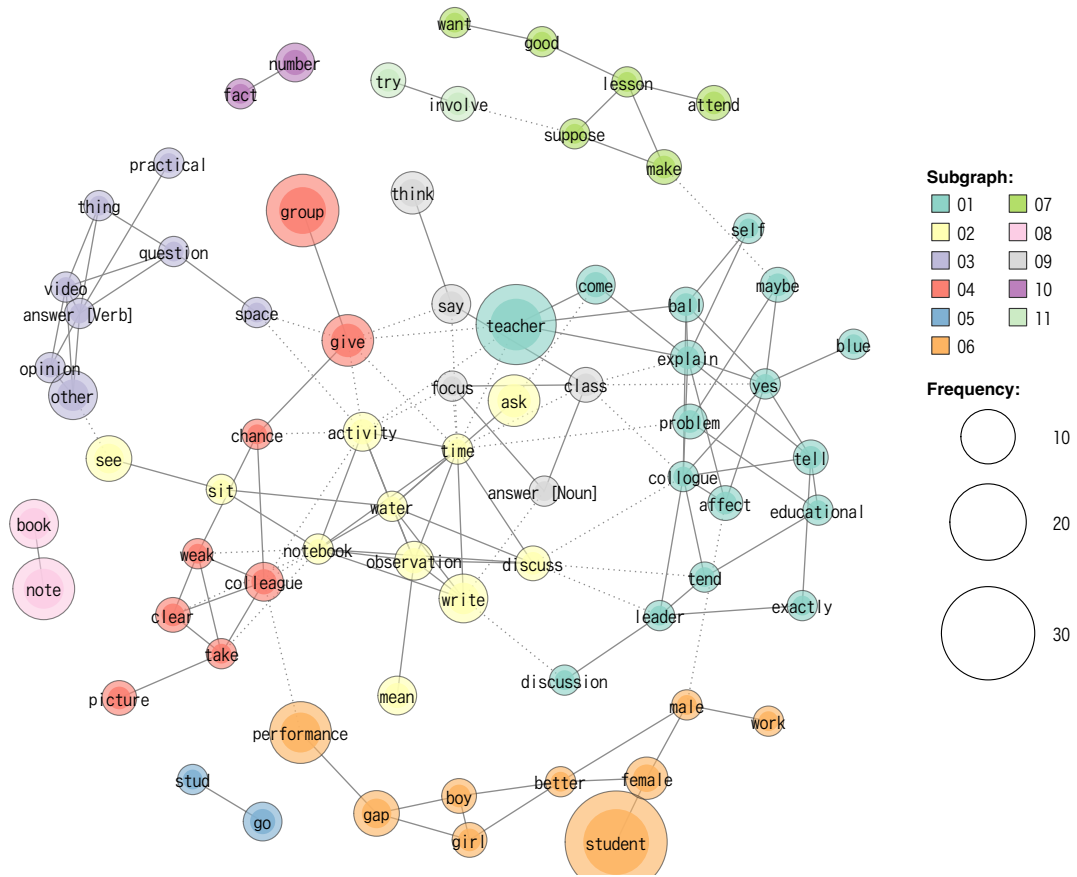 want
good
number
fact
try
involve
lesson
attend
suppose
make
practical
think
thing
group
question
self
video
answer [Verb]
space
say
come
teacher
ball
maybe
give
explain
blue
opinion
other
focus
class
ask
yes
chance
activity
time
problem
see
sit
answer [Noun]
collogue
tell
water
affect
educational
book
weak
notebook
observation
discuss
note
colleague
write
tend
clear
leader
exactly
take
picture
mean
discussion
performance
male
work
stud
go
gap
boy
girl
better
female
student
Subgraph:
01 07
02 08
03 09
04 10
05 11
06
Frequency:
10
20
30